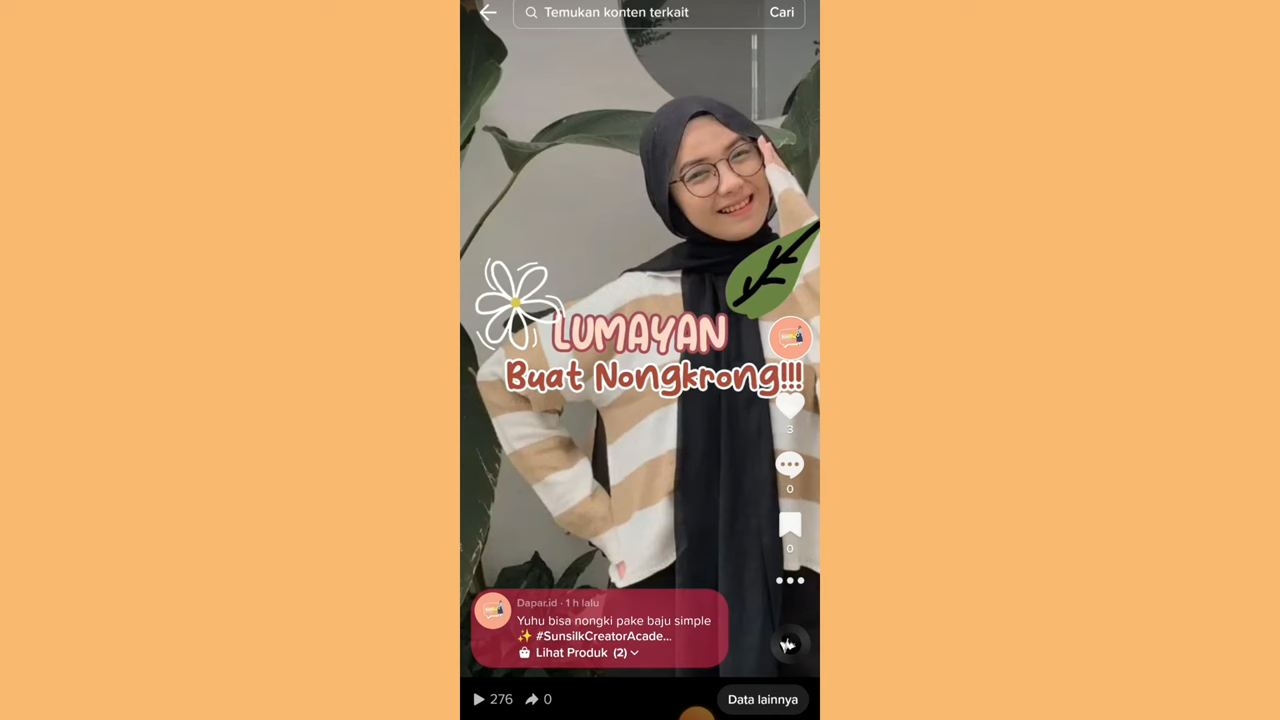 Temukan konten terkait Cari
LUMAYAN
Buat Nongkrong!!!
3
0
0
Dapar.id · 1 h lalu
Yuhu bisa nongki pake baju simple
✨ #SunsilkCreatorAcade...
Lihat Produk (2)
276 0 Data lainnya